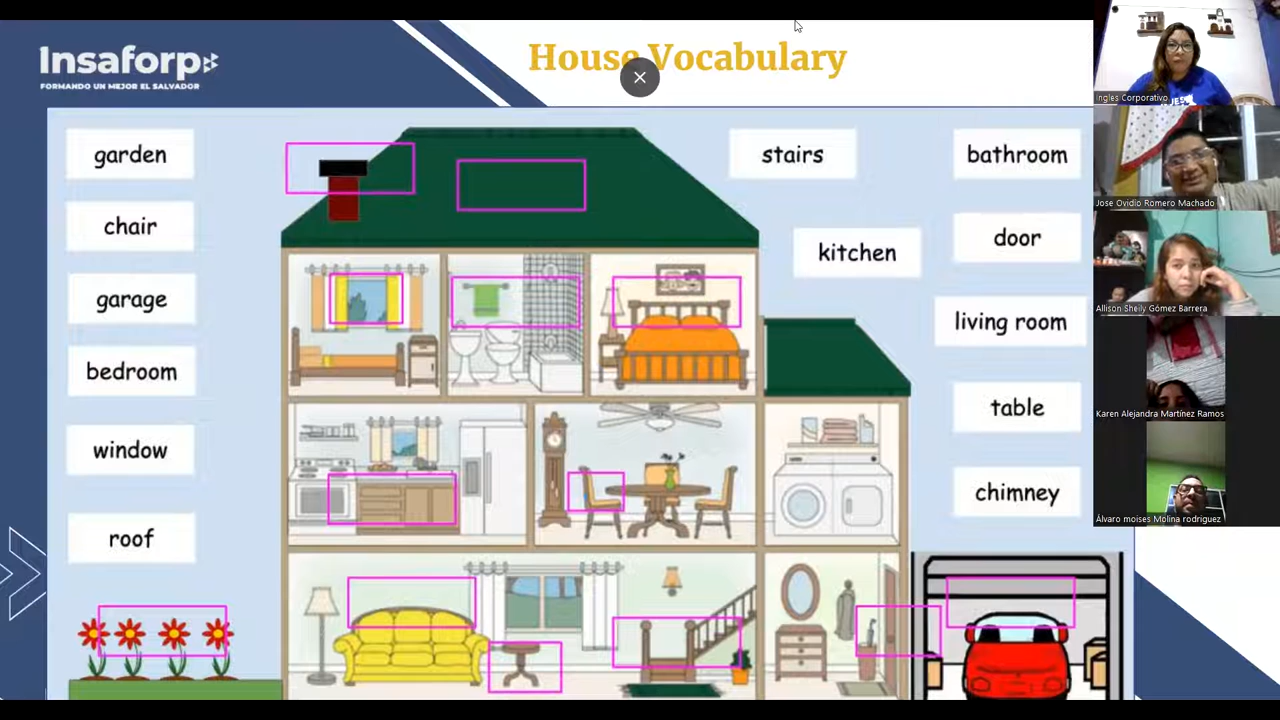 Insaforp
FORMANDO UN MEJOR EL SALVADOR
House Vocabulary
garden
chair
garage
bedroom
window
roof
stairs
kitchen
bathroom
door
living room
table
chimney
Ingles Corporativo
Jose Ovidio Romero Machado
Allison Sheily Gómez Barrera
Karen Alejandra Martínez Ramos
Álvaro moises Molina rodriguez